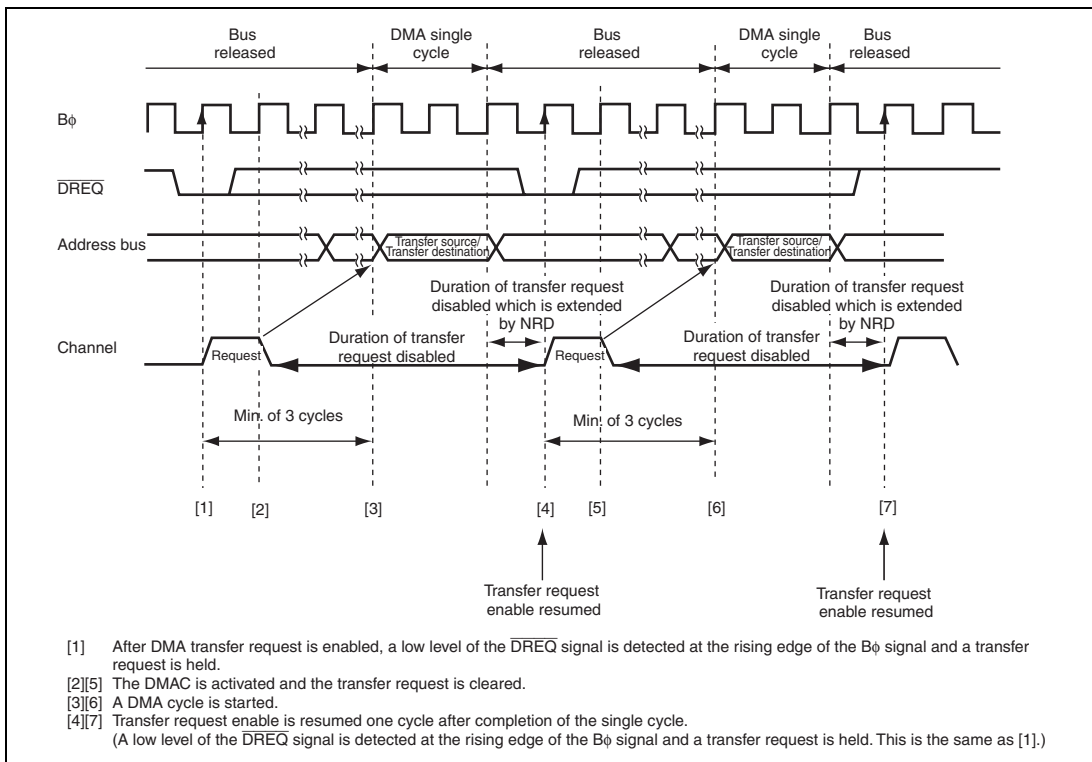 Bus released
DMA single cycle
Bus released
DMA single cycle
Bus released
Bφ
DREQ
Address bus
Transfer source/
Transfer destination
Transfer source/
Transfer destination
Duration of transfer request
disabled which is extended
by NRD
Duration of transfer request
disabled which is extended
by NRD
Channel
Request
Duration of transfer
request disabled
Request
Duration of transfer
request disabled
Min. of 3 cycles
Min. of 3 cycles
[1]
[2]
[3]
[4]
[5]
[6]
[7]
Transfer request
enable resumed
Transfer request
enable resumed
[1] After DMA transfer request is enabled, a low level of the DREQ signal is detected at the rising edge of the Bφ signal and a transfer
request is held.
[2][5] The DMAC is activated and the transfer request is cleared.
[3][6] A DMA cycle is started.
[4][7] Transfer request enable is resumed one cycle after completion of the single cycle.
(A low level of the DREQ signal is detected at the rising edge of the Bφ signal and a transfer request is held. This is the same as [1].)